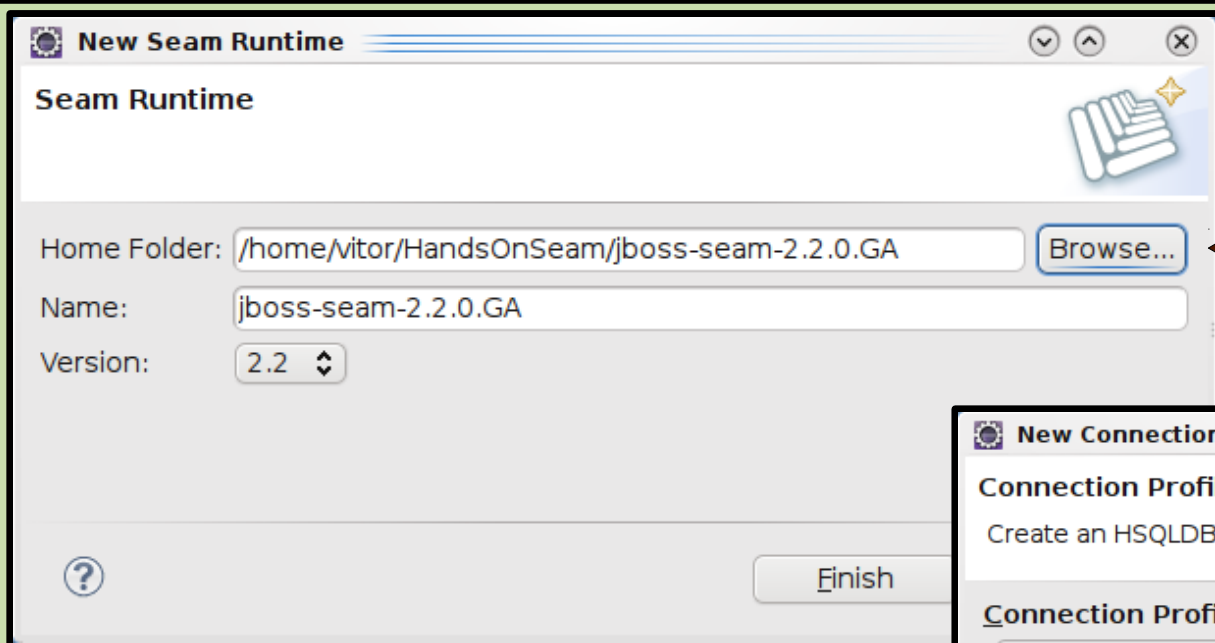 New Seam Runtime
Seam Runtime
Home Folder: /home/vitor/HandsOnSeam/jboss-seam-2.2.0.GA Browse...
Name: jboss-seam-2.2.0.GA
Version: 2.2
Finish
New Connection
Connection Profi
Create an HSQLDB
Connection Profi